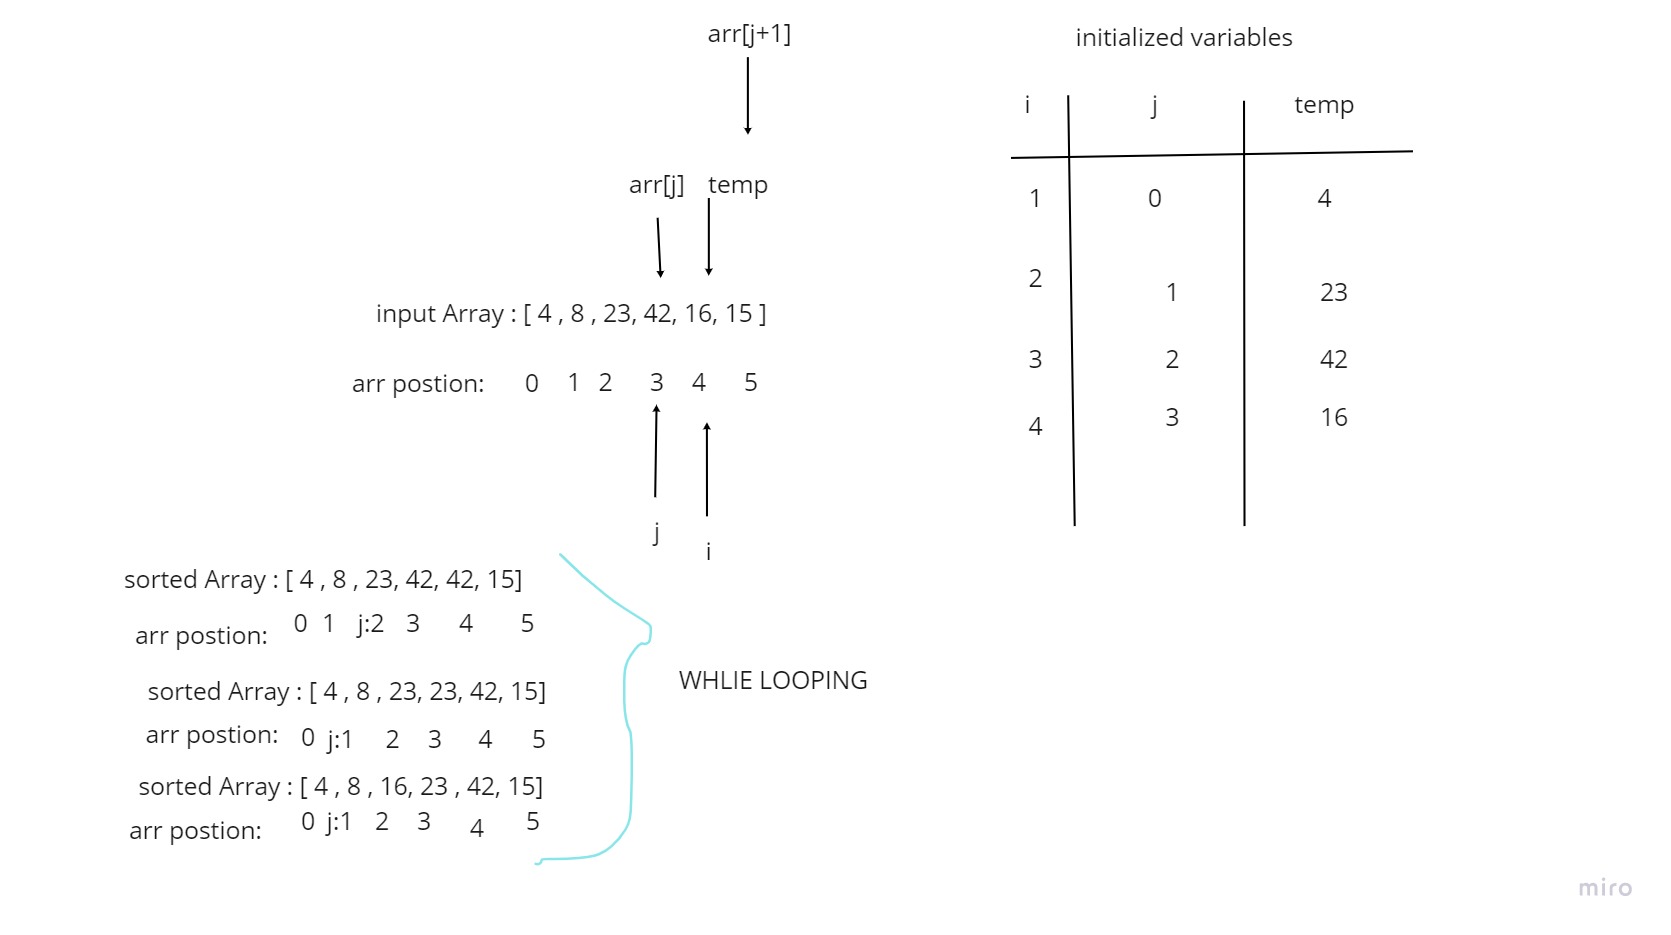 arr[j+1]
initialized variables
i j temp
arr[j] temp
1 0 4
2 1 23
input Array : [ 4 , 8 , 23, 42, 16, 15 ]
3 2 42
arr postion: 0 1 2 3 4 5
4 3 16
j
i
sorted Array : [ 4 , 8 , 23, 42, 42, 15]
arr postion: 0 1 j:2 3 4 5
WHLIE LOOPING
sorted Array : [ 4 , 8 , 23, 23, 42, 15]
arr postion: 0 j:1 2 3 4 5
sorted Array : [ 4 , 8 , 16, 23 , 42, 15]
arr postion: 0 j:1 2 3 4 5
miro